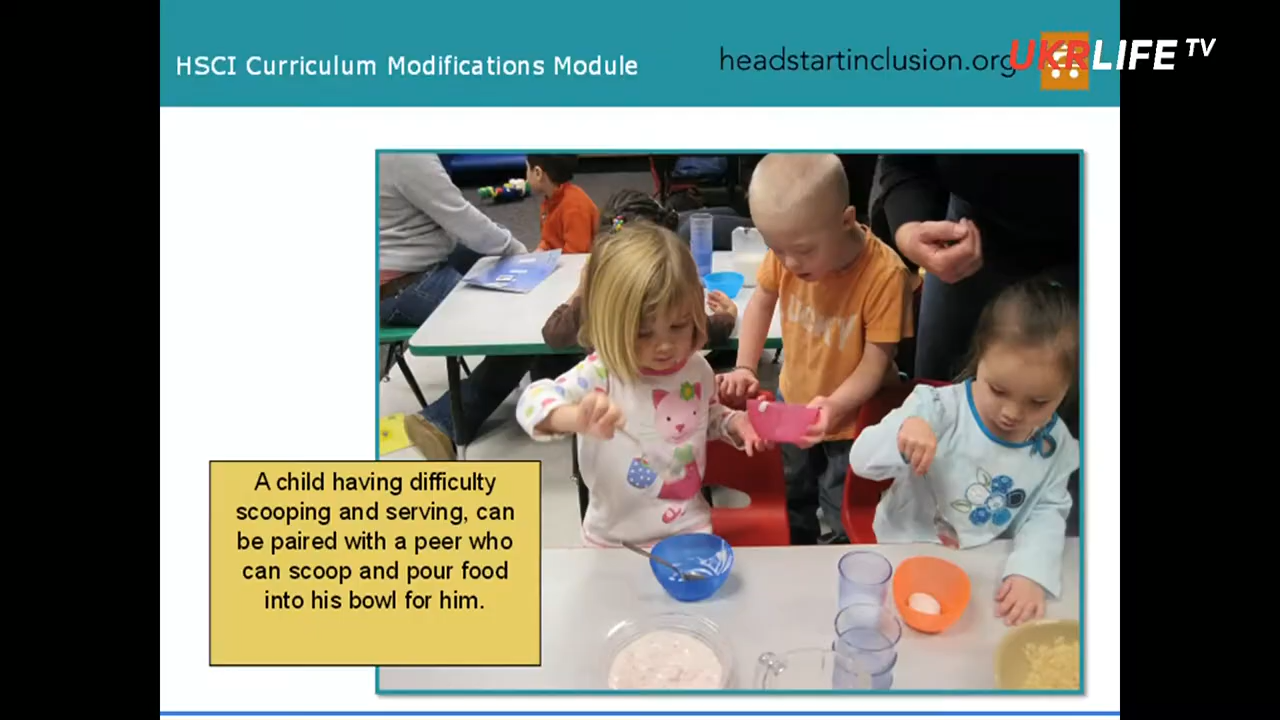 HSCI Curriculum Modifications Module
headstartinclusion.org
UKRLIFE TV
A child having difficulty
scooping and serving, can
be paired with a peer who
can scoop and pour food
into his bowl for him.